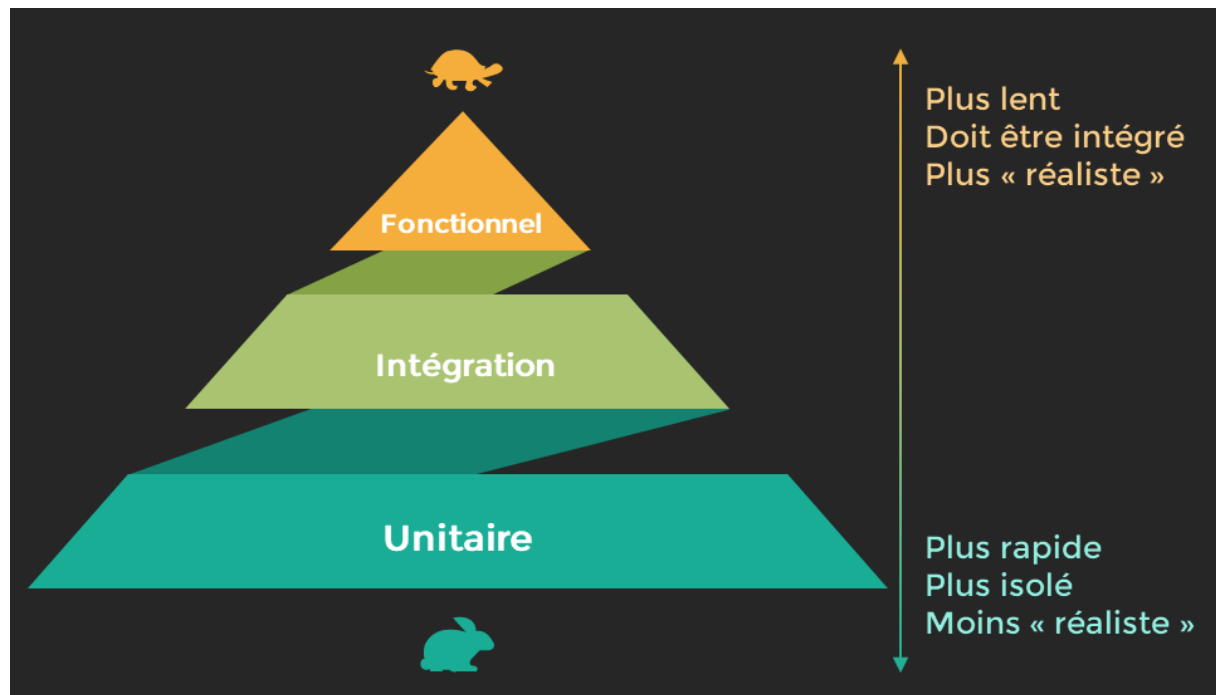 Plus lent
Doit être intégré
Plus « réaliste »
Fonctionnel
Intégration
Unitaire
Plus rapide
Plus isolé
Moins « réaliste »